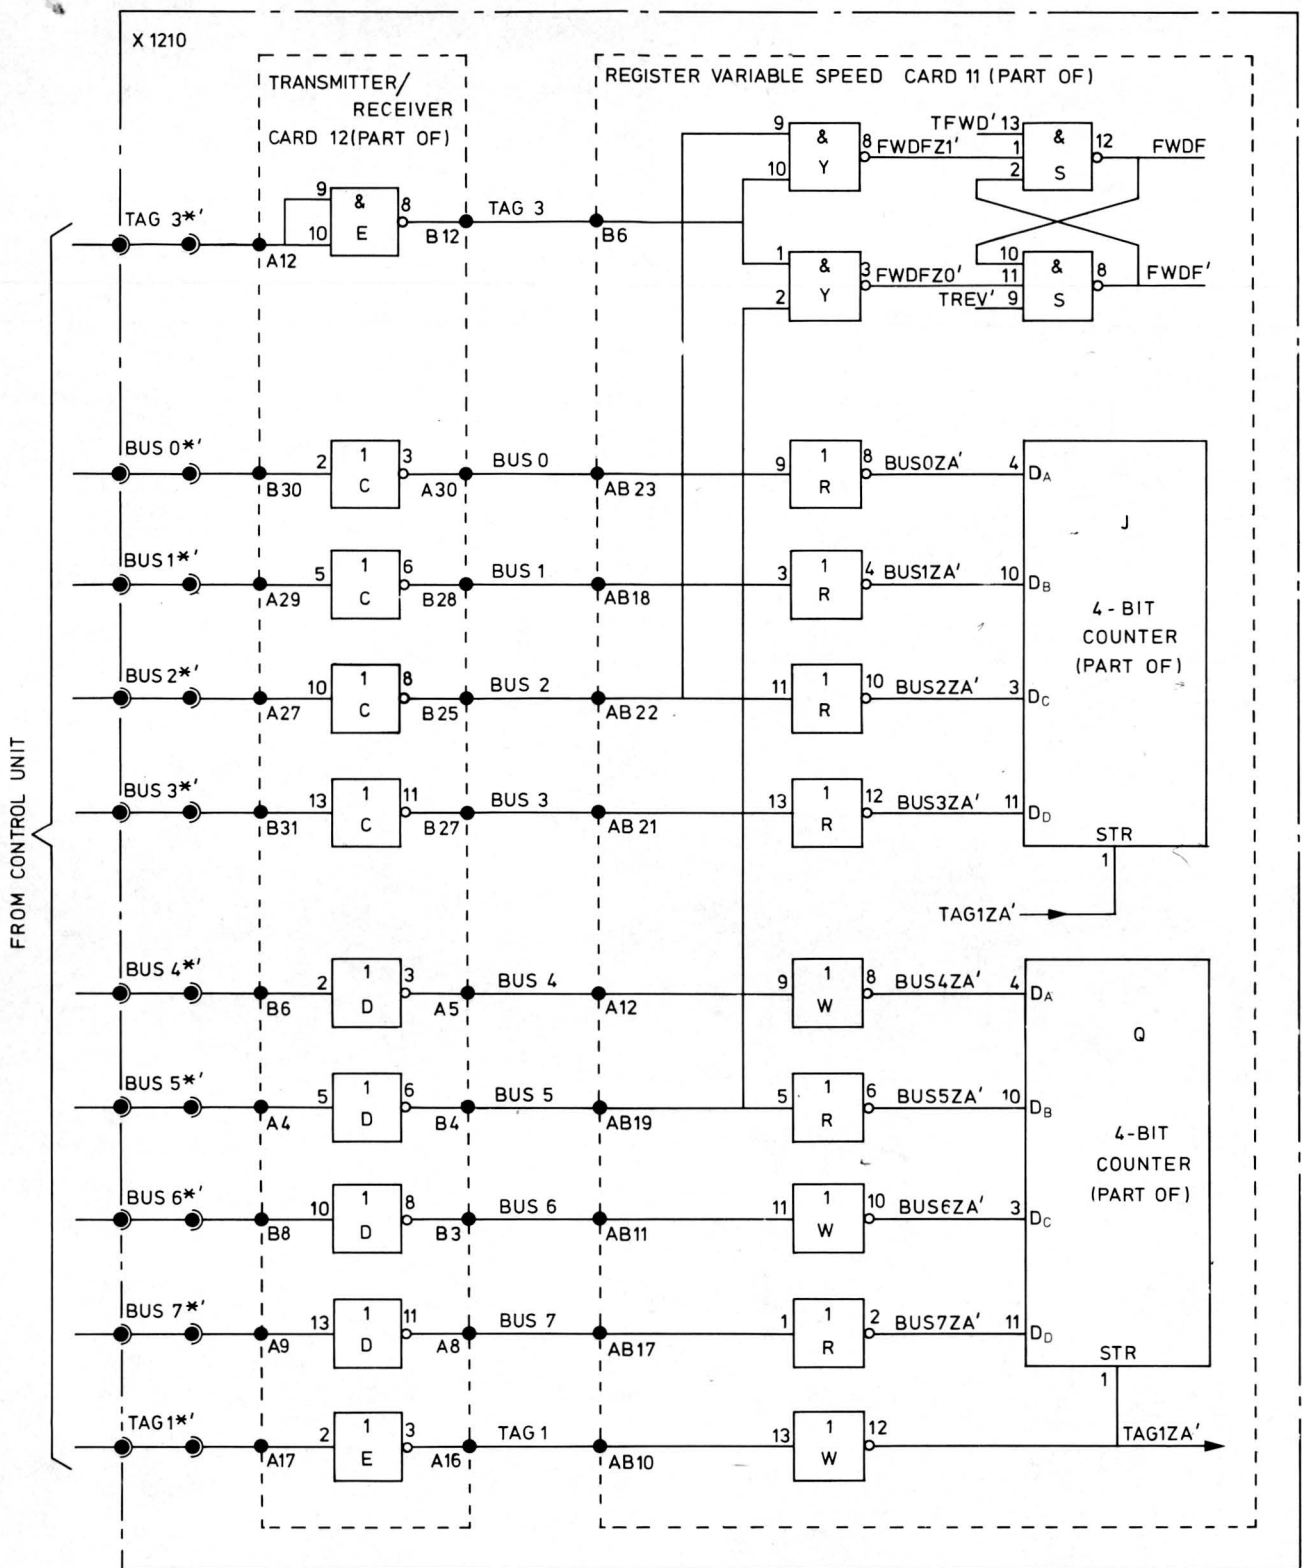 X 1210
TRANSMITTER/
RECEIVER
CARD 12(PART OF)
REGISTER VARIABLE SPEED CARD 11 (PART OF)
9 & 8 FWDFZ1'
10 Y
TFWD' 13 & 12 FWDF
1
2 S
TAG 3*' A12 9 & 8 B12 TAG 3 B6
10 E
1 & 3 FWDFZ0'
2 Y
10 & 8 FWDF'
11
TREV' 9 S
FROM CONTROL UNIT
BUS 0*' B30 2 1 C 3 A30 BUS 0 AB 23 9 1 R 8 BUS0ZA' 4 DA
J
BUS 1*' A29 5 1 C 6 B28 BUS 1 AB18 3 1 R 4 BUS1ZA' 10 DB
4-BIT
COUNTER
(PART OF)
BUS 2*' A27 10 1 C 8 B25 BUS 2 AB 22 11 1 R 10 BUS2ZA' 3 DC
BUS 3*' B31 13 1 C 11 B27 BUS 3 AB 21 13 1 R 12 BUS3ZA' 11 DD
STR
1
TAG1ZA'
BUS 4*' B6 2 1 D 3 A5 BUS 4 A12 9 1 W 8 BUS4ZA' 4 DA
Q
BUS 5*' A4 5 1 D 6 B4 BUS 5 AB19 5 1 R 6 BUS5ZA' 10 DB
4-BIT
COUNTER
(PART OF)
BUS 6*' B8 10 1 D 8 B3 BUS 6 AB11 11 1 W 10 BUS6ZA' 3 DC
BUS 7*' A9 13 1 D 11 A8 BUS 7 AB17 1 1 R 2 BUS7ZA' 11 DD
STR
1
TAG1*' A17 2 1 E 3 A16 TAG 1 AB10 13 1 W 12 TAG1ZA'